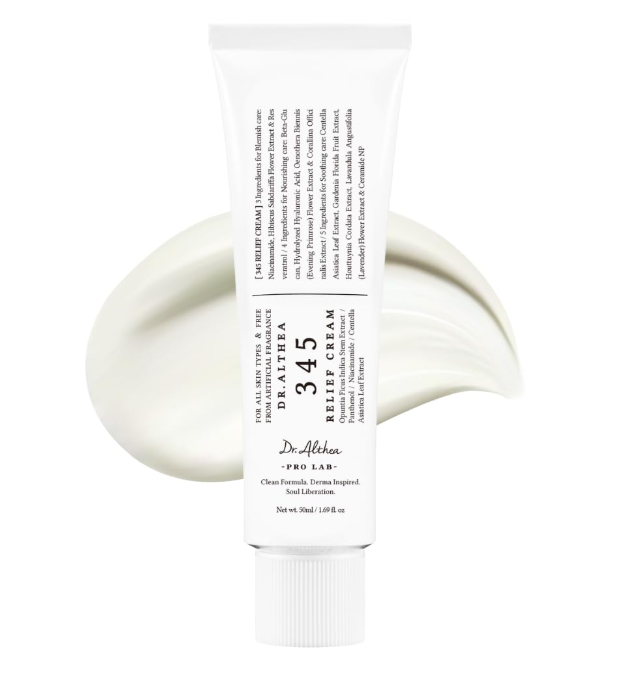 [ 345 RELIEF CREAM ] 3 Ingredients for Blemish care:
Niacinamide, Hibiscus Sabdariffa Flower Extract & Res
veratrol / 4 Ingredients for Nourishing care: Beta-Glu
can, Hydrolyzed Hyaluronic Acid, Oenothera Biennis
(Evening Primrose) Flower Extract & Corallina Offici
nalis Extract / 5 Ingredients for Soothing care: Centella
Asiatica Leaf Extract, Gardenia Florida Fruit Extract,
Houttuynia Cordata Extract, Lavandula Angustifolia
(Lavender) Flower Extract & Ceramide NP
FOR ALL SKIN TYPES & FREE
FROM ARTIFICIAL FRAGRANCE
DR.ALTHEA
345
RELIEF CREAM
Opuntia Ficus Indica Stem Extract /
Panthenol / Niacinamide / Centella
Asiatica Leaf Extract
Dr.Althea
-PRO LAB-
Clean Formula. Derma Inspired.
Soul Liberation.
Net wt. 50ml / 1.69 fl. oz